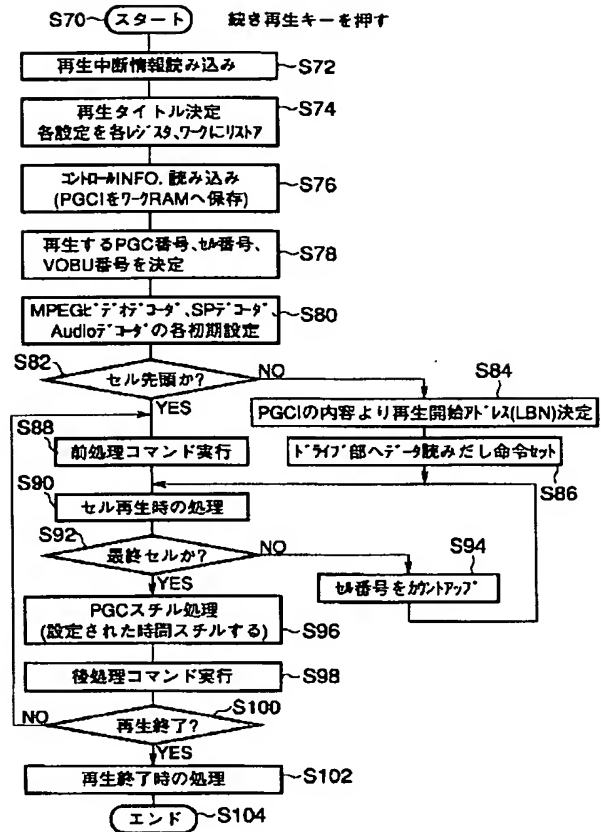 S70 スタート 続き再生キーを押す
再生中断情報読み込み S72
再生タイトル決定
各設定を各レジスタ、ワークにリストア
S74
コントロールINFO. 読み込み
(PGCIをワークRAMへ保存)
S76
再生するPGC番号、セル番号、
VOBU番号を決定
S78
MPEGビデオデコーダ、SPデコーダ、
Audioデコーダの各初期設定
S80
S82
セル先頭か?
NO
YES
S84
PGCIの内容より再生開始アドレス(LBN)決定
ドライブ部へデータ読みだし命令セット
S86
S88
前処理コマンド実行
S90
セル再生時の処理
S92
最終セルか?
NO
YES
S94
セル番号をカウントアップ
PGCスチル処理
(設定された時間スチルする)
S96
後処理コマンド実行 S98
S100
再生終了?
NO
YES
再生終了時の処理 S102
エンド S104